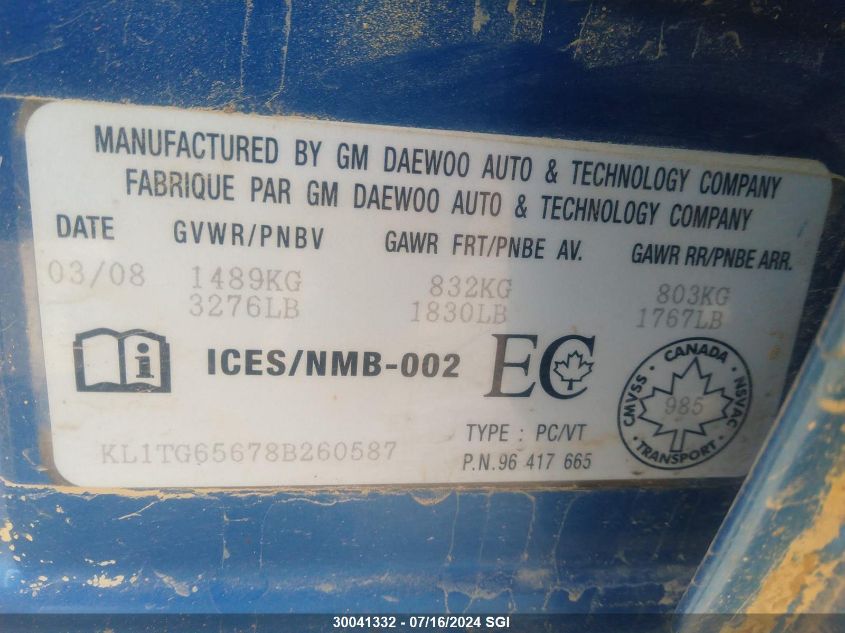 MANUFACTURED BY GM DAEWOO AUTO & TECHNOLOGY COMPANY
FABRIQUE PAR GM DAEWOO AUTO & TECHNOLOGY COMPANY
DATE GVWR/PNBV GAWR FRT/PNBE AV. GAWR RR/PNBE ARR.
03/08 1489KG 832KG 803KG
3276LB 1830LB 1767LB
i ICES/NMB-002 EC
CANADA
CMVSS 985 NSVAC
TRANSPORT
TYPE : PC/VT
KL1TG65678B260587
P.N.96 417 665
30041332 - 07/16/2024 SGI